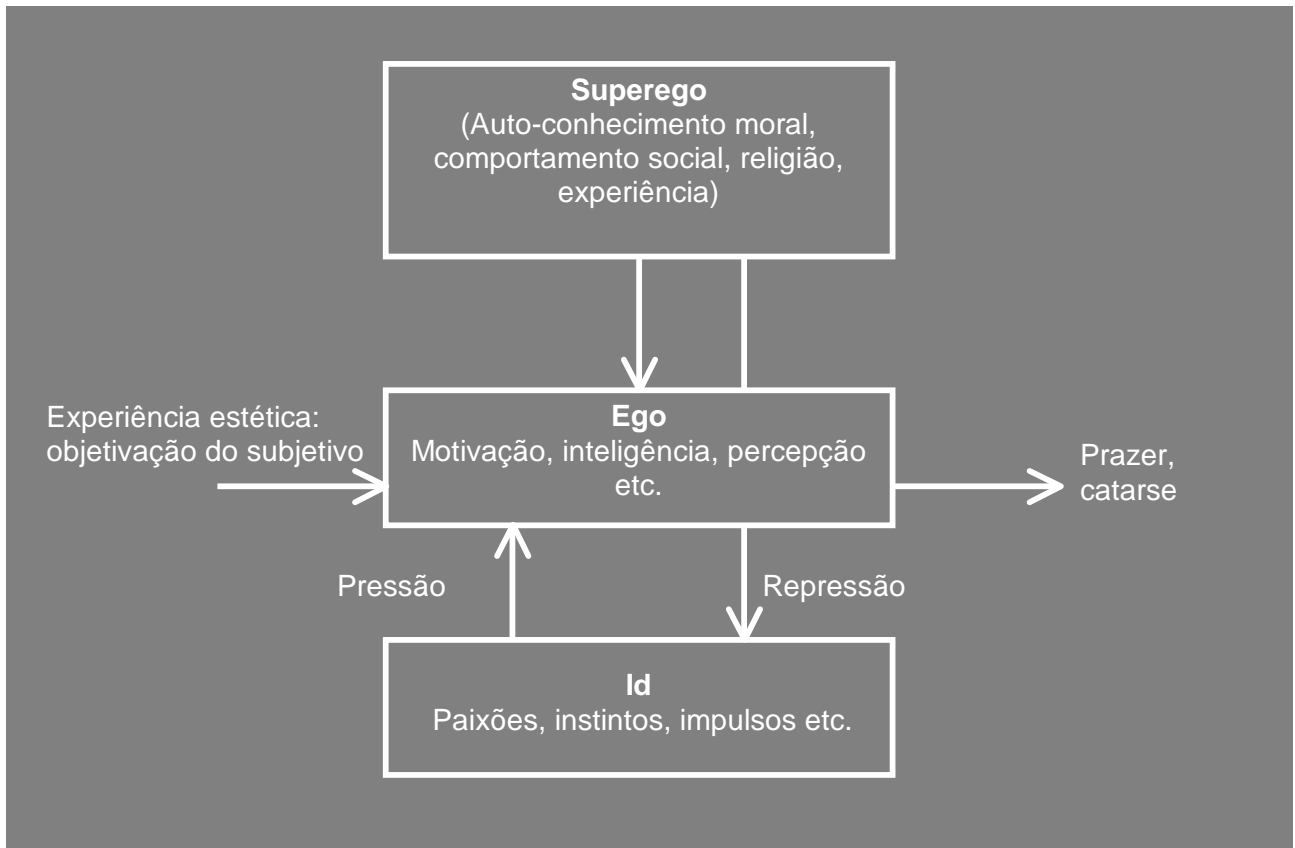 Superego
(Auto-conhecimento moral,
comportamento social, religião,
experiência)
Experiência estética:
objetivação do subjetivo
Ego
Motivação, inteligência, percepção
etc.
Prazer,
catarse
Pressão
Repressão
Id
Paixões, instintos, impulsos etc.